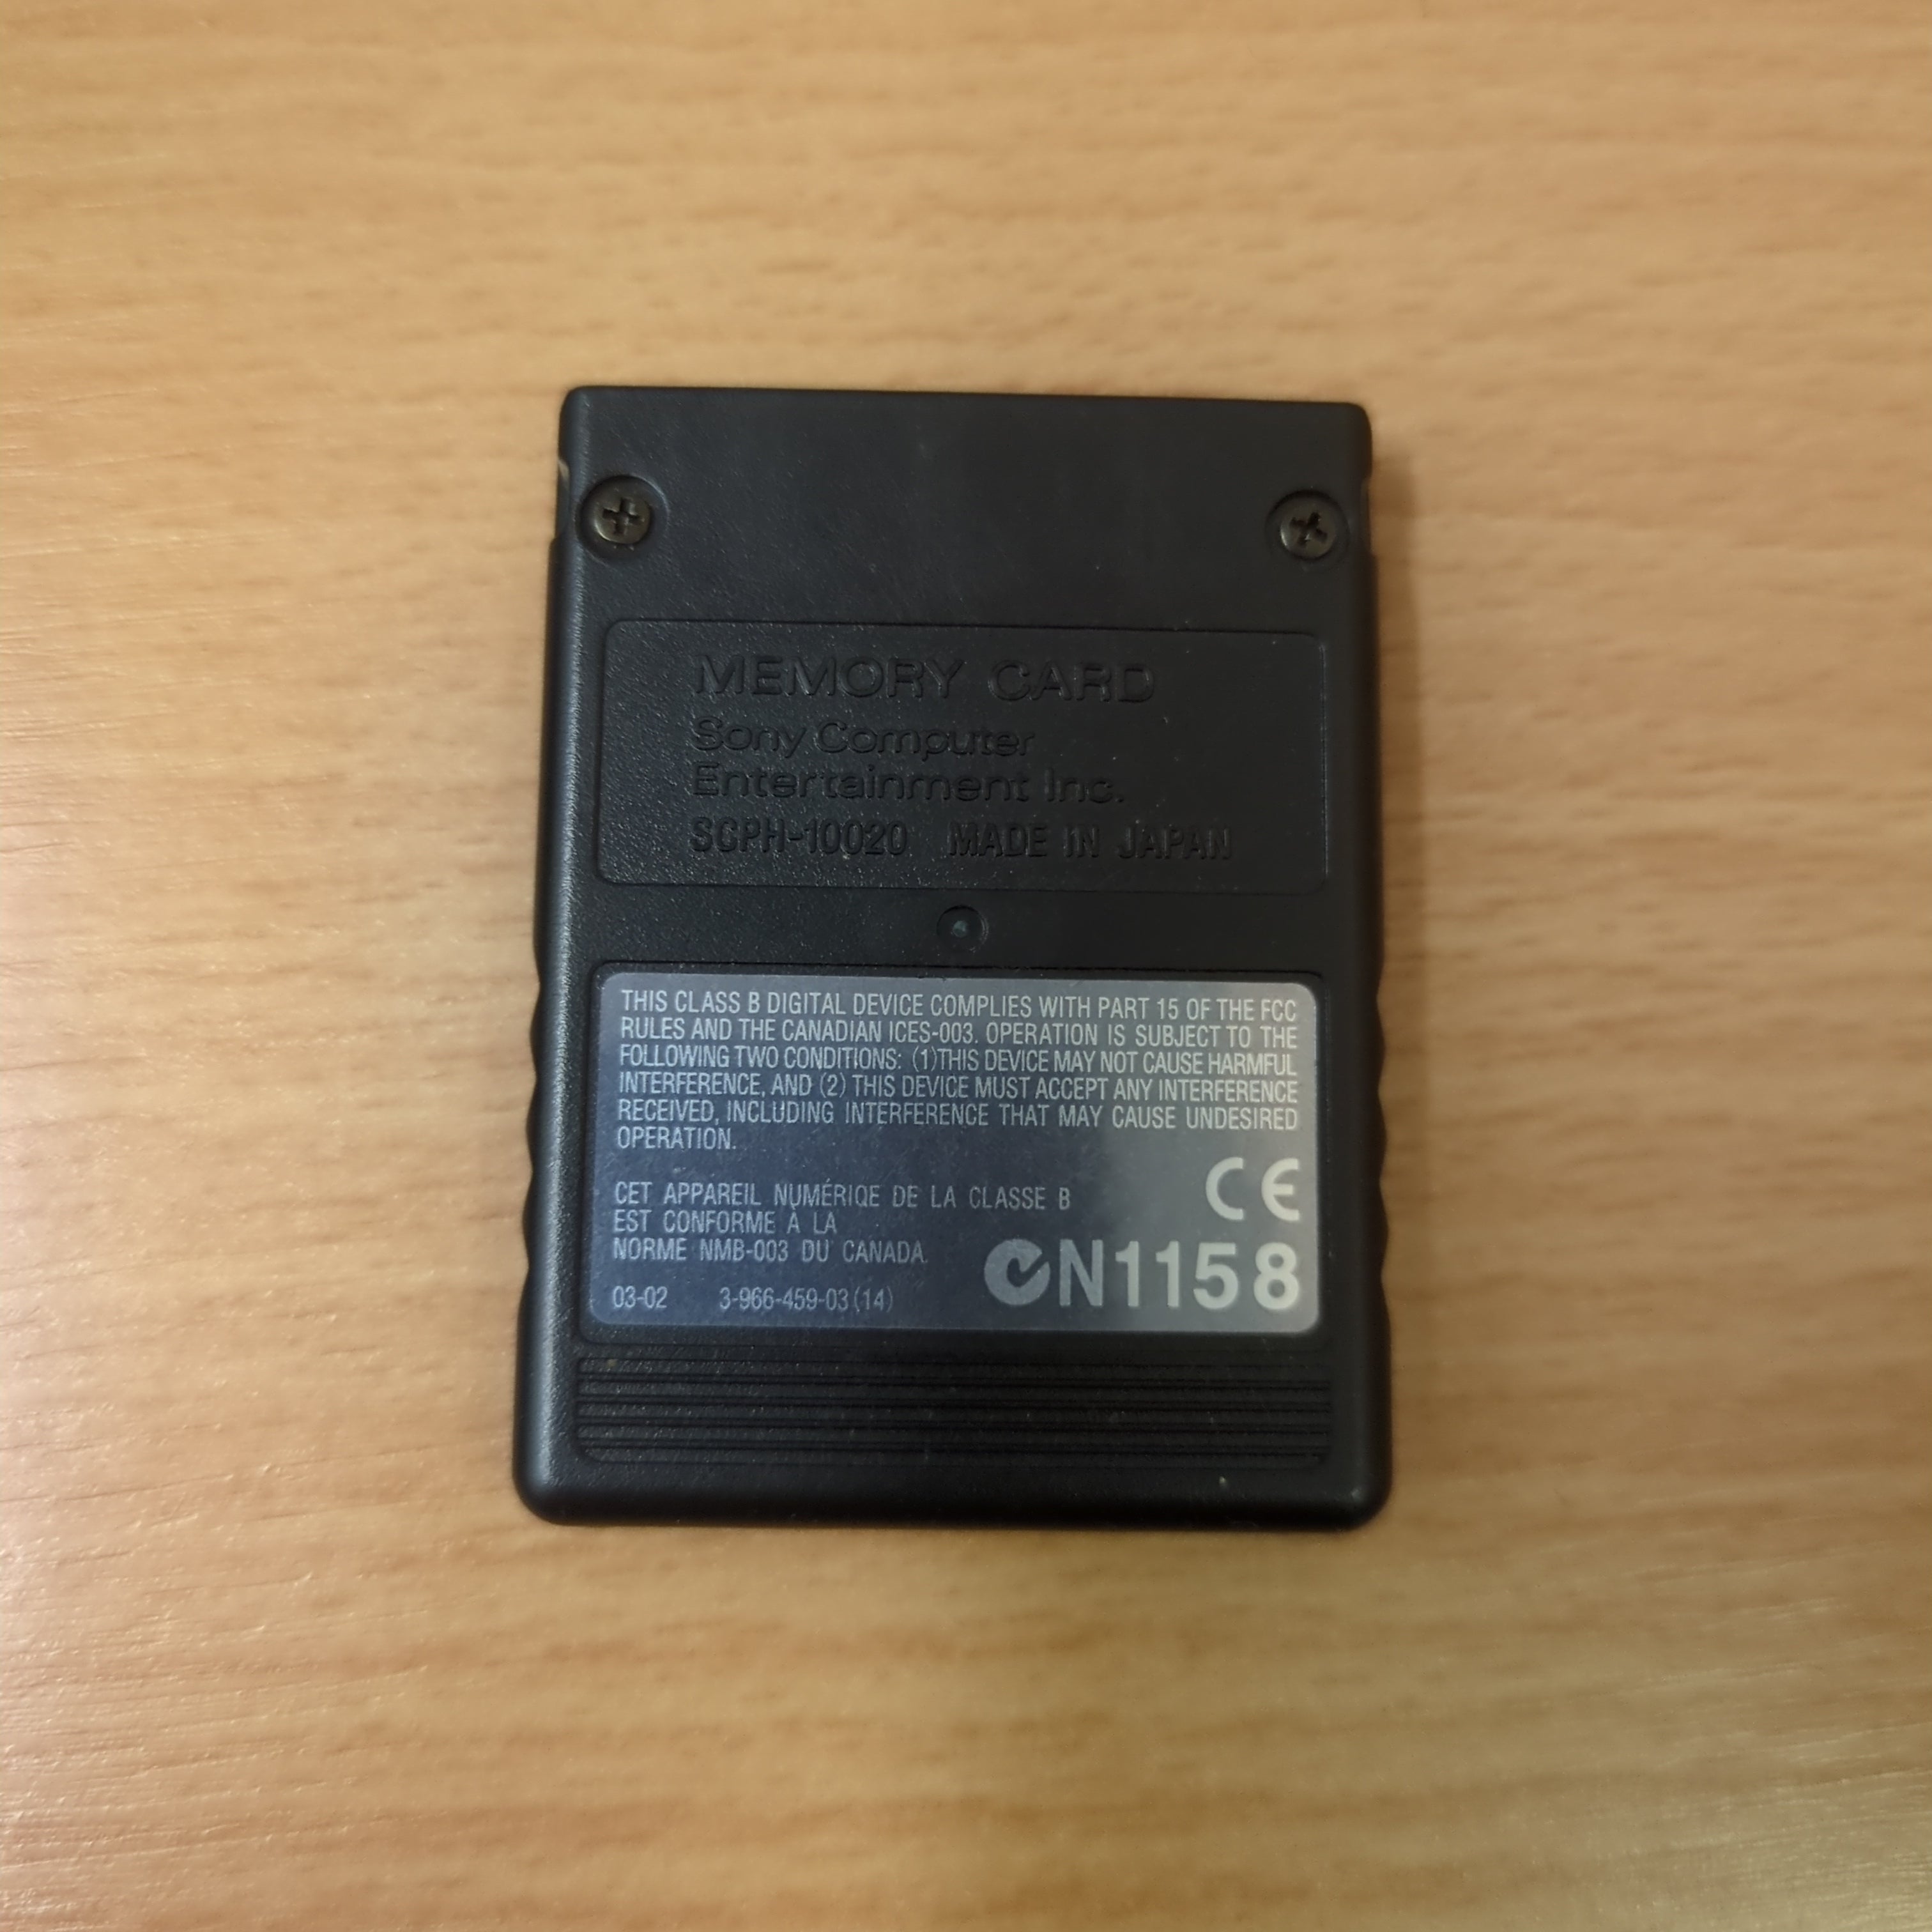 MEMORY CARD
Sony Computer
Entertainment Inc.
SCPH-10020 MADE IN JAPAN
THIS CLASS B DIGITAL DEVICE COMPLIES WITH PART 15 OF THE FCC
RULES AND THE CANADIAN ICES-003. OPERATION IS SUBJECT TO THE
FOLLOWING TWO CONDITIONS: (1)THIS DEVICE MAY NOT CAUSE HARMFUL
INTERFERENCE, AND (2) THIS DEVICE MUST ACCEPT ANY INTERFERENCE
RECEIVED, INCLUDING INTERFERENCE THAT MAY CAUSE UNDESIRED
OPERATION.
CET APPAREIL NUMÉRIQE DE LA CLASSE B
EST CONFORME À LA
NORME NMB-003 DU CANADA.
CE
N1158
03-02 3-966-459-03(14)